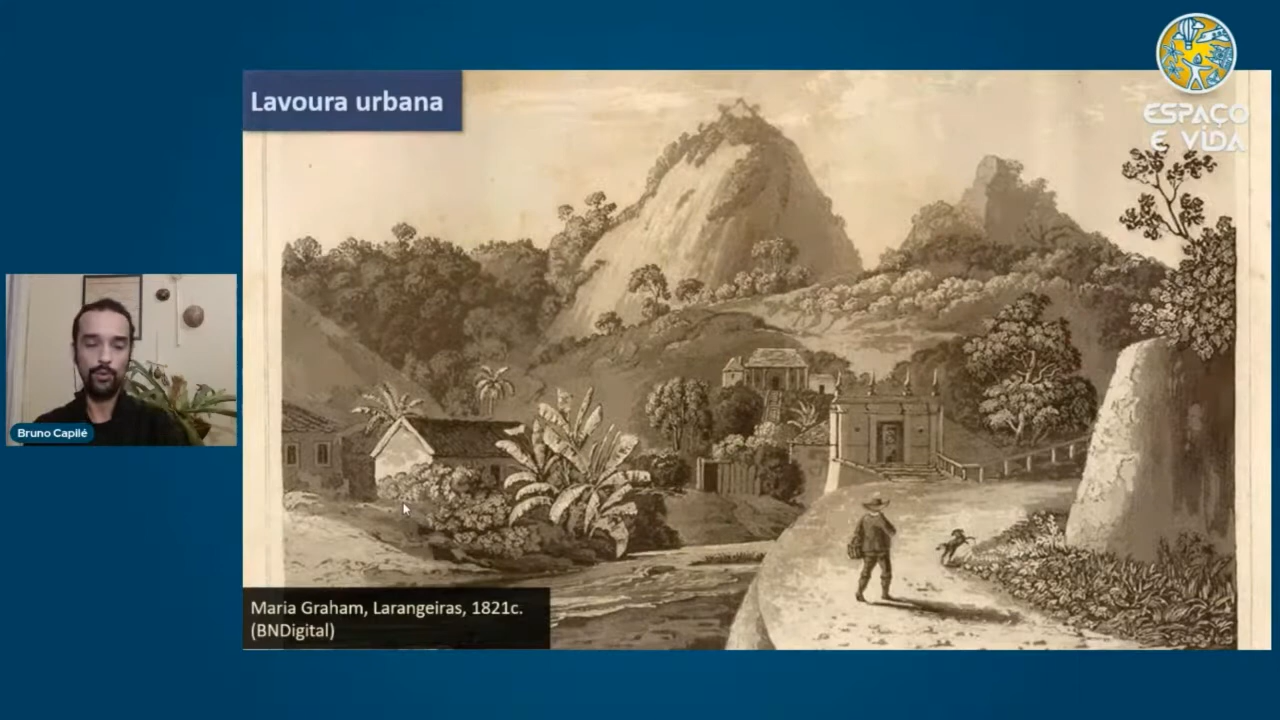 Lavoura urbana
ESPAÇO
E VIDA
Bruno Capilé
Maria Graham, Larangeiras, 1821c.
(BNDigital)